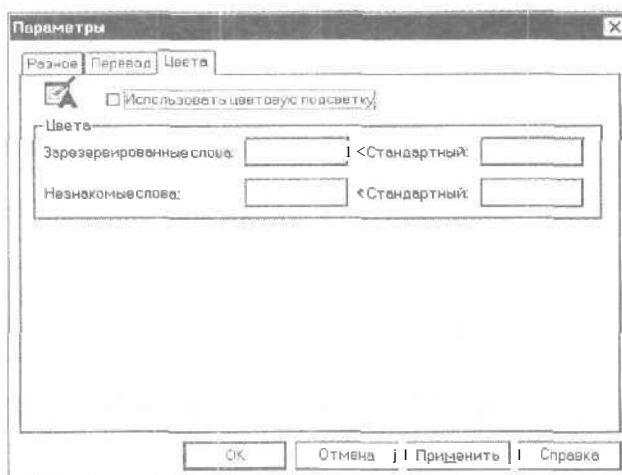 Параметры
Разное Перевод Цвета
Использовать цветовую подсветку
Цвета
Зарезервированные слова: < Стандартный:
Незнакомые слова: < Стандартный:
OK Отмена Применить Справка